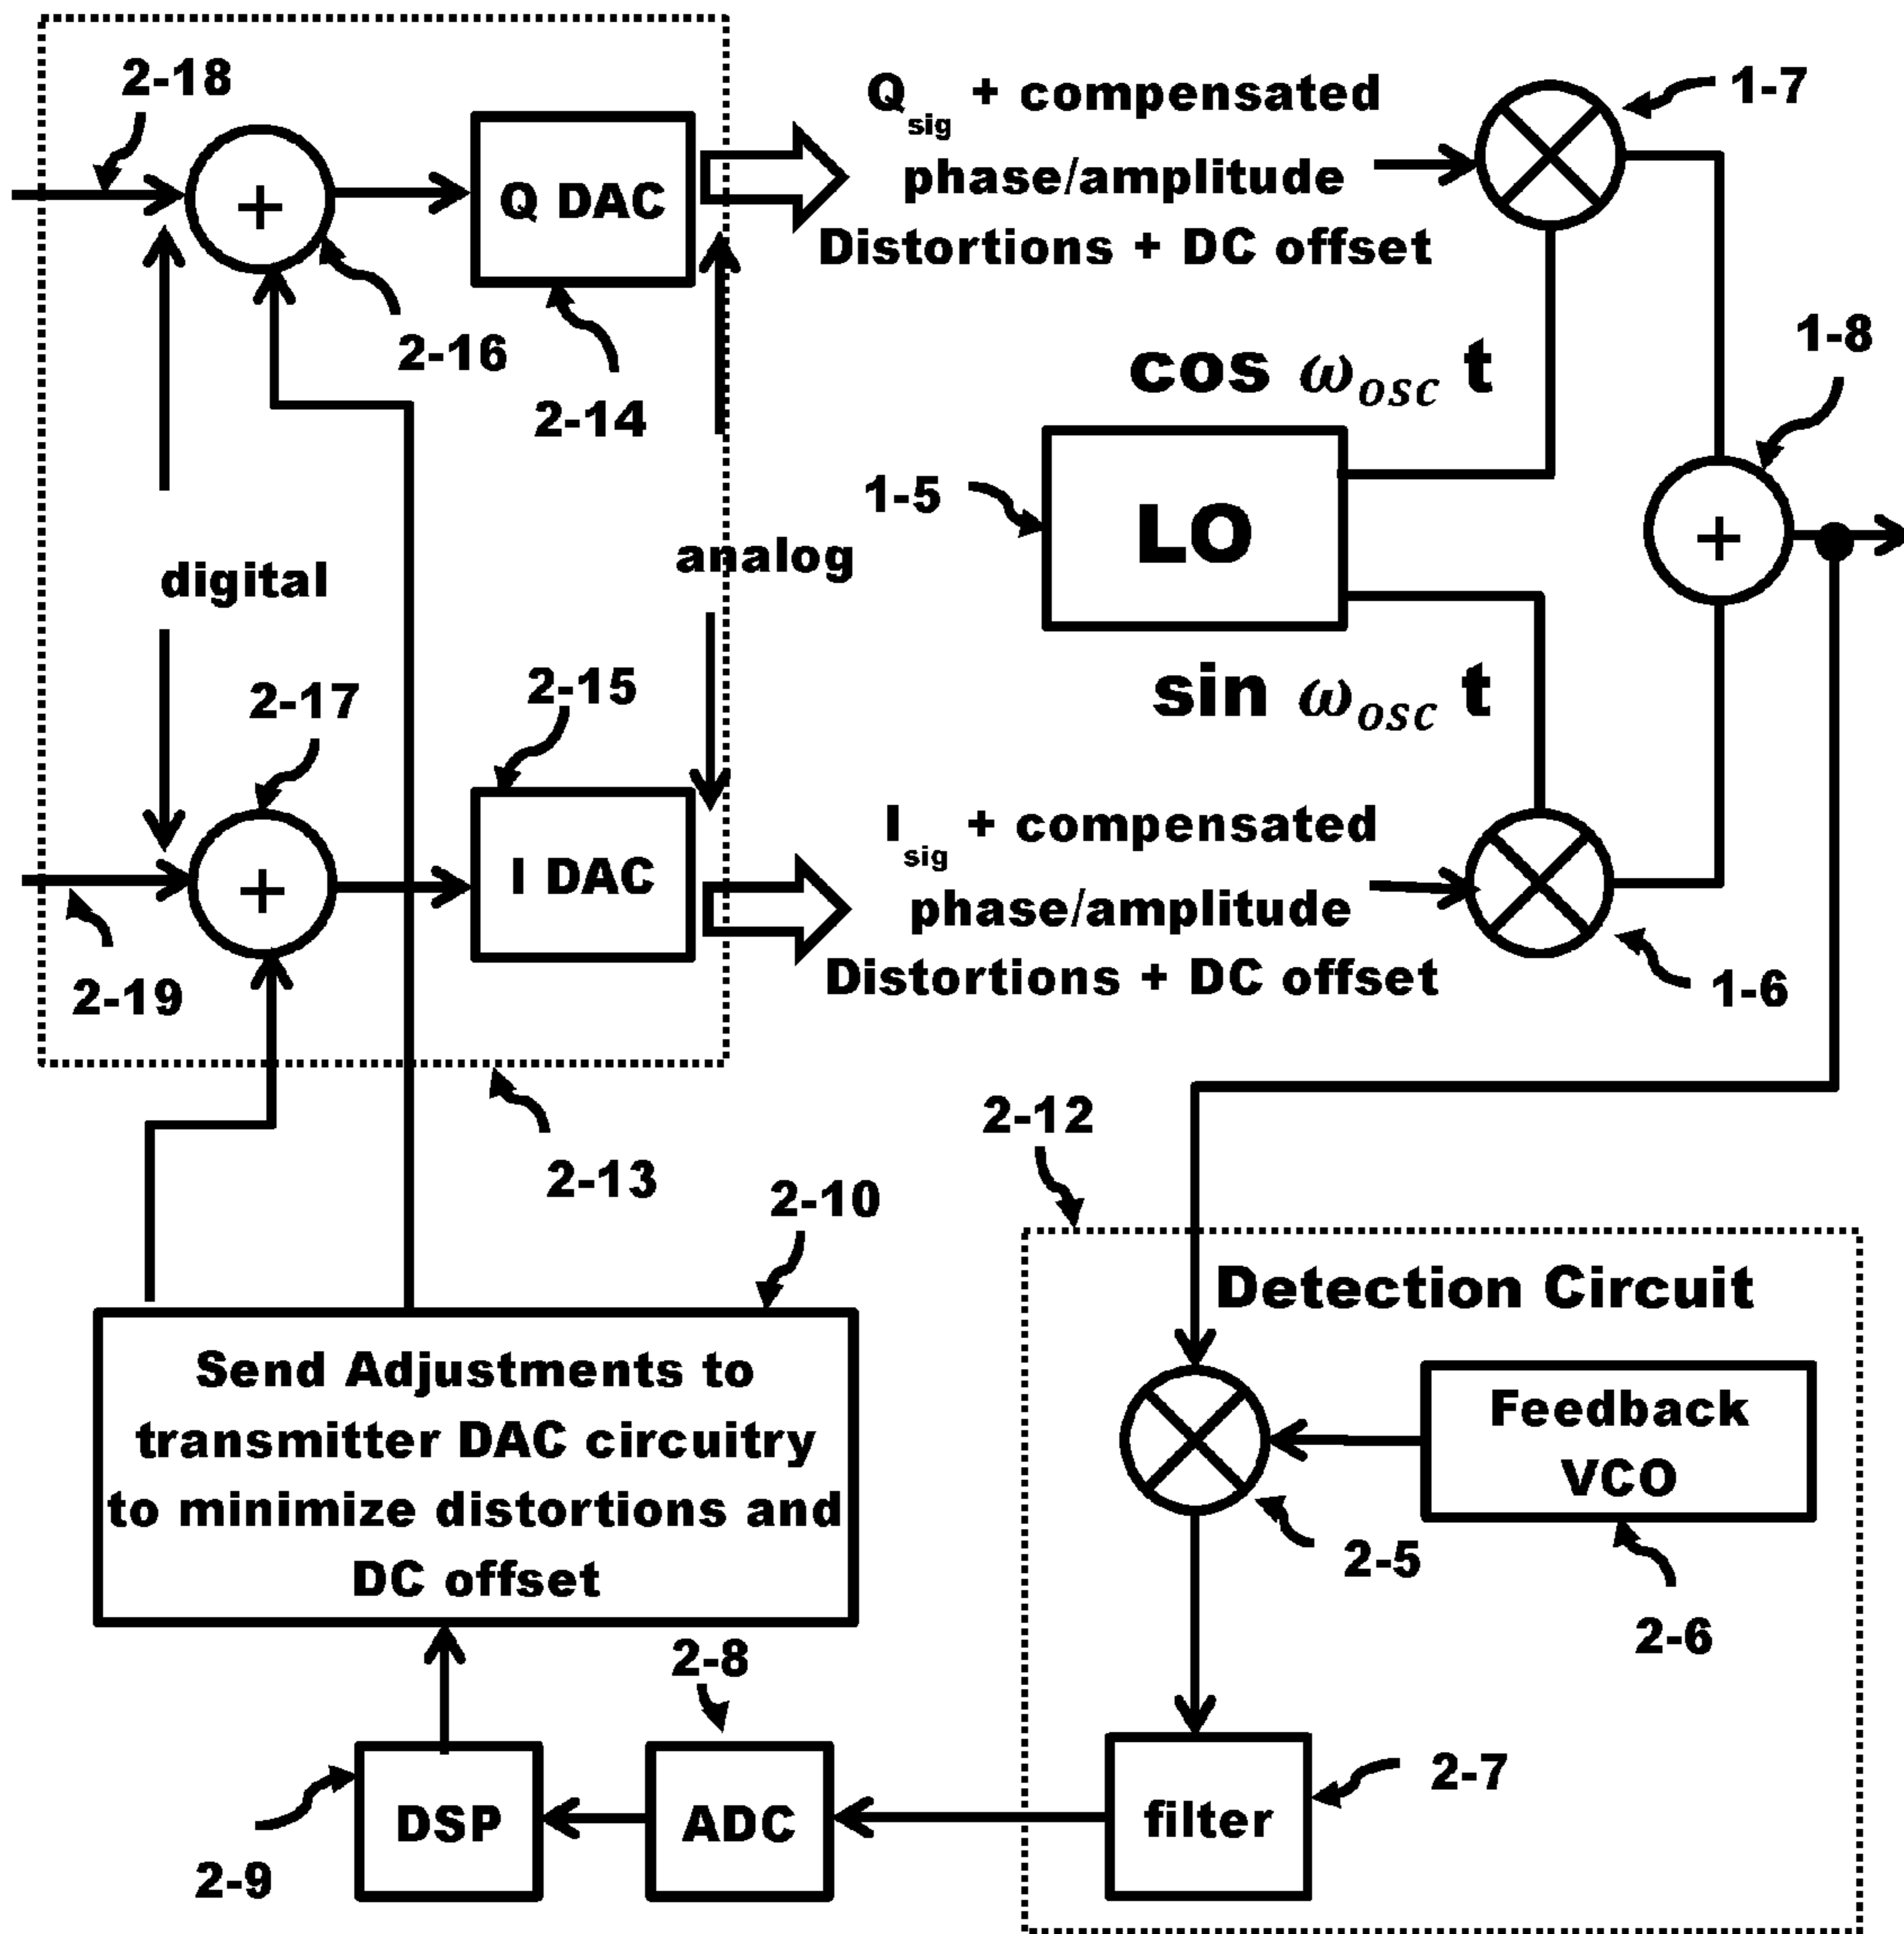 2-18
Q DAC
Qsig + compensated
phase/amplitude
Distortions + DC offset
1-7
2-16
2-14
cos ωosc t
1-8
1-5
LO
+
+
digital
analog
sin ωosc t
2-17
2-15
+
I DAC
Isig + compensated
phase/amplitude
Distortions + DC offset
2-19
1-6
2-13
2-12
2-10
Detection Circuit
Send Adjustments to
transmitter DAC circuitry
to minimize distortions and
DC offset
Feedback
VCO
2-5
2-6
2-8
2-7
DSP
ADC
filter
2-9